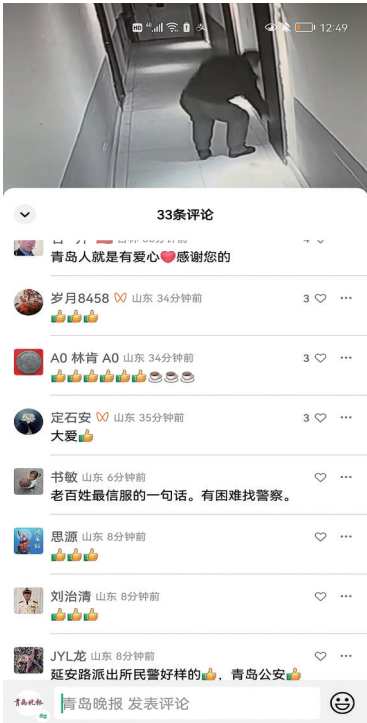 HD 4G 12:49
33条评论
青岛人就是有爱心❤️感谢您的
岁月8458 山东 34分钟前 3
👍👍👍
A0 林肯 A0 山东 34分钟前 3
👍👍👍👍👍👍☕☕☕
定石安 山东 35分钟前 3
大爱👍
书敏 山东 6分钟前
老百姓最信服的一句话。有困难找警察。
思源 山东 8分钟前
👍👍👍
刘治清 山东 8分钟前
👍👍👍
JYL龙 山东 8分钟前
延安路派出所民警好样的👍，青岛公安👍
青岛晚报
青岛晚报 发表评论